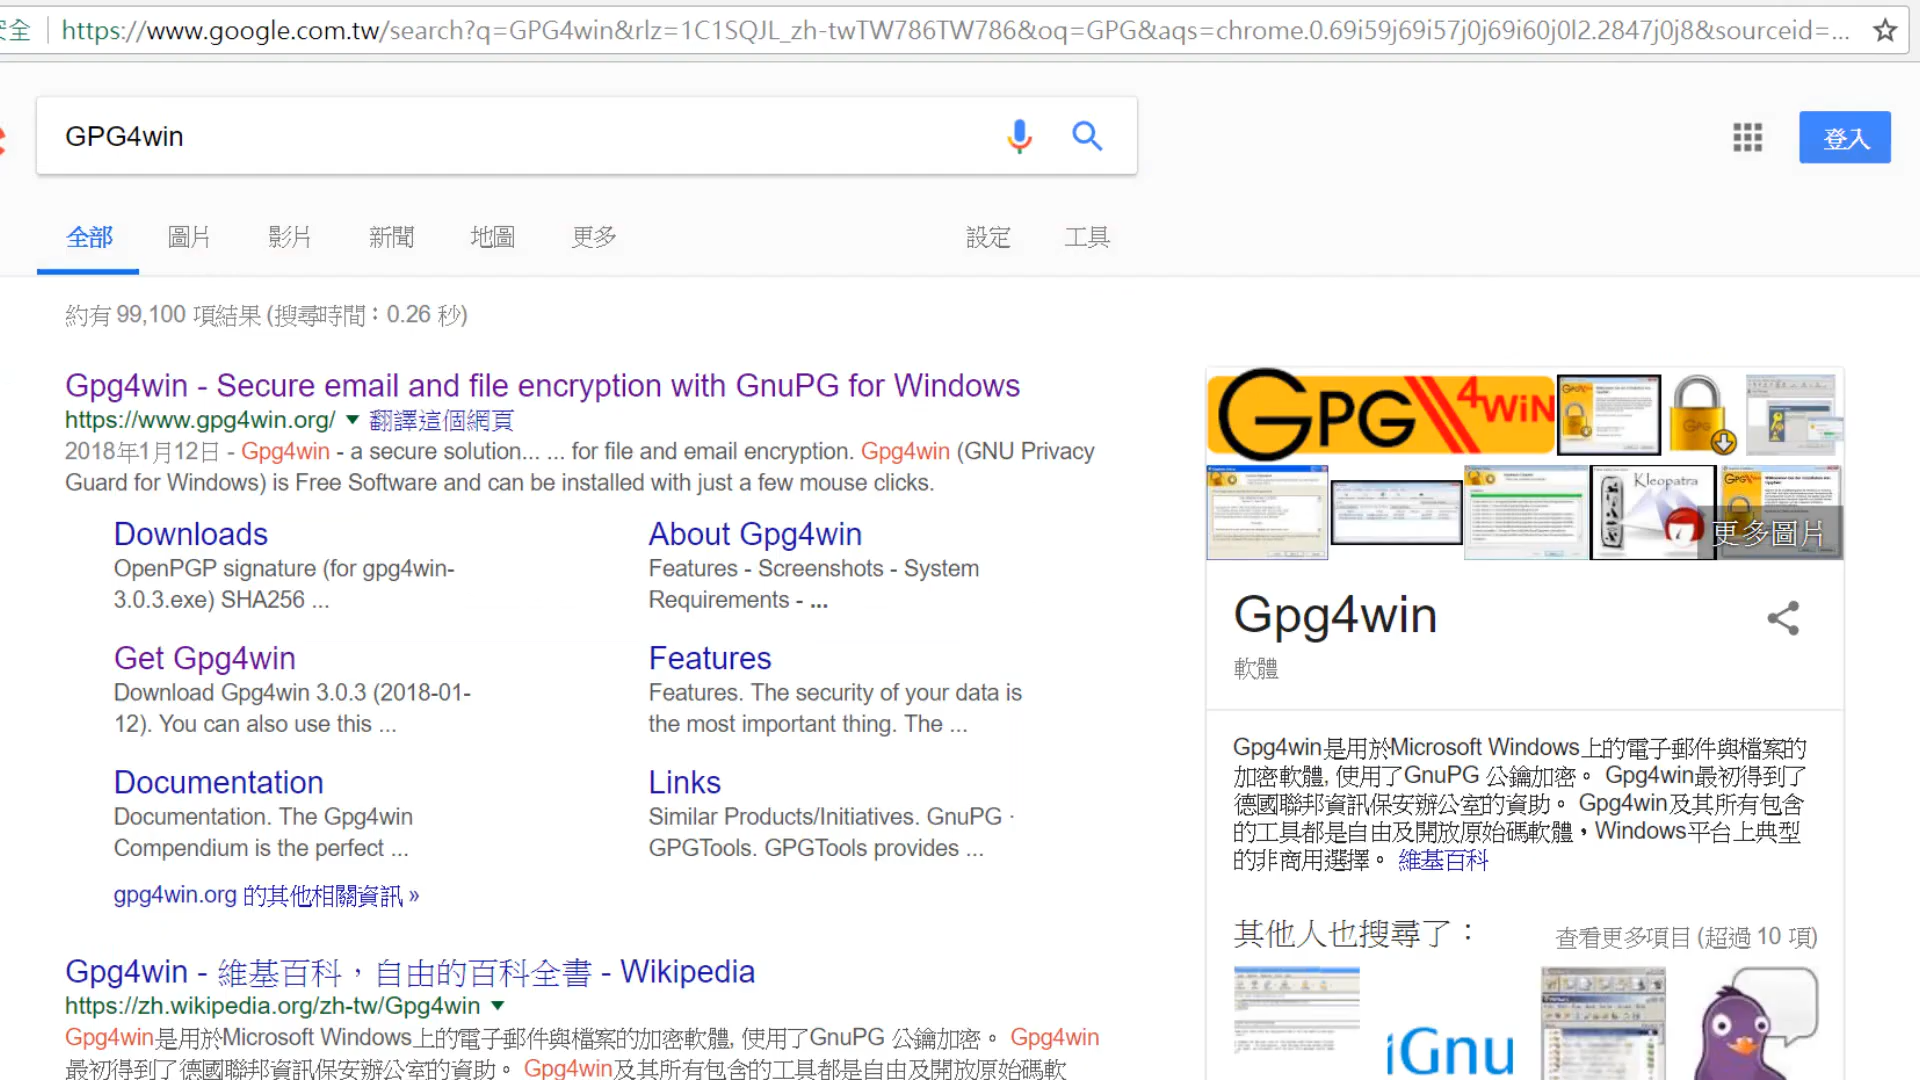 安全 https://www.google.com.tw/search?q=GPG4win&rlz=1C1SQJL_zh-twTW786TW786&oq=GPG&aqs=chrome.0.69i59j69i57j0j69i60j0l2.2847j0j8&sourceid=...
GPG4win
登入
全部 圖片 影片 新聞 地圖 更多 設定 工具
約有 99,100 項結果 (搜尋時間:0.26 秒)
Gpg4win - Secure email and file encryption with GnuPG for Windows
https://www.gpg4win.org/ ▼ 翻譯這個網頁
2018年1月12日 - Gpg4win - a secure solution... ... for file and email encryption. Gpg4win (GNU Privacy
Guard for Windows) is Free Software and can be installed with just a few mouse clicks.
Downloads
OpenPGP signature (for gpg4win-
3.0.3.exe) SHA256 ...
About Gpg4win
Features - Screenshots - System
Requirements - ...
Get Gpg4win
Download Gpg4win 3.0.3 (2018-01-
12). You can also use this ...
Features
Features. The security of your data is
the most important thing. The ...
Documentation
Documentation. The Gpg4win
Compendium is the perfect ...
Links
Similar Products/Initiatives. GnuPG ·
GPGTools. GPGTools provides ...
gpg4win.org 的其他相關資訊 »
Gpg4win - 維基百科,自由的百科全書 - Wikipedia
https://zh.wikipedia.org/zh-tw/Gpg4win ▼
Gpg4win是用於Microsoft Windows上的電子郵件與檔案的加密軟體, 使用了GnuPG 公鑰加密。 Gpg4win
最初得到了德國聯邦資訊保安辦公室的資助。 Gpg4win及其所有包含的工具都是自由及開放原始碼軟
GPG4WiN
GPG
Kleopatra
更多圖片
Gpg4win
軟體
Gpg4win是用於Microsoft Windows上的電子郵件與檔案的
加密軟體, 使用了GnuPG 公鑰加密。 Gpg4win最初得到了
德國聯邦資訊保安辦公室的資助。 Gpg4win及其所有包含
的工具都是自由及開放原始碼軟體,Windows平台上典型
的非商用選擇。 維基百科
其他人也搜尋了:
查看更多項目 (超過 10 項)
iGnu